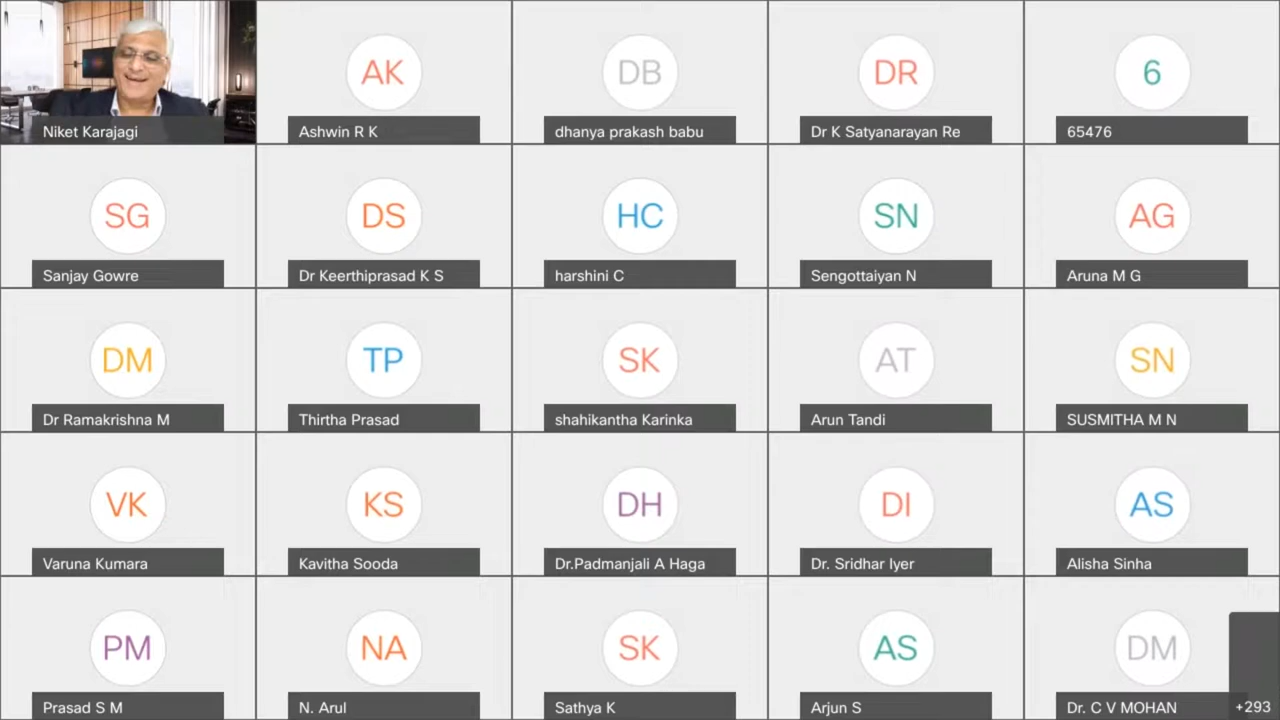 Niket Karajagi
AK
Ashwin R K
DB
dhanya prakash babu
DR
Dr K Satyanarayan Re
6
65476
SG
Sanjay Gowre
DS
Dr Keerthiprasad K S
HC
harshini C
SN
Sengottaiyan N
AG
Aruna M G
DM
Dr Ramakrishna M
TP
Thirtha Prasad
SK
shahikantha Karinka
AT
Arun Tandi
SN
SUSMITHA M N
VK
Varuna Kumara
KS
Kavitha Sooda
DH
Dr.Padmanjali A Haga
DI
Dr. Sridhar Iyer
AS
Alisha Sinha
PM
Prasad S M
NA
N. Arul
SK
Sathya K
AS
Arjun S
DM
Dr. C V MOHAN
+293